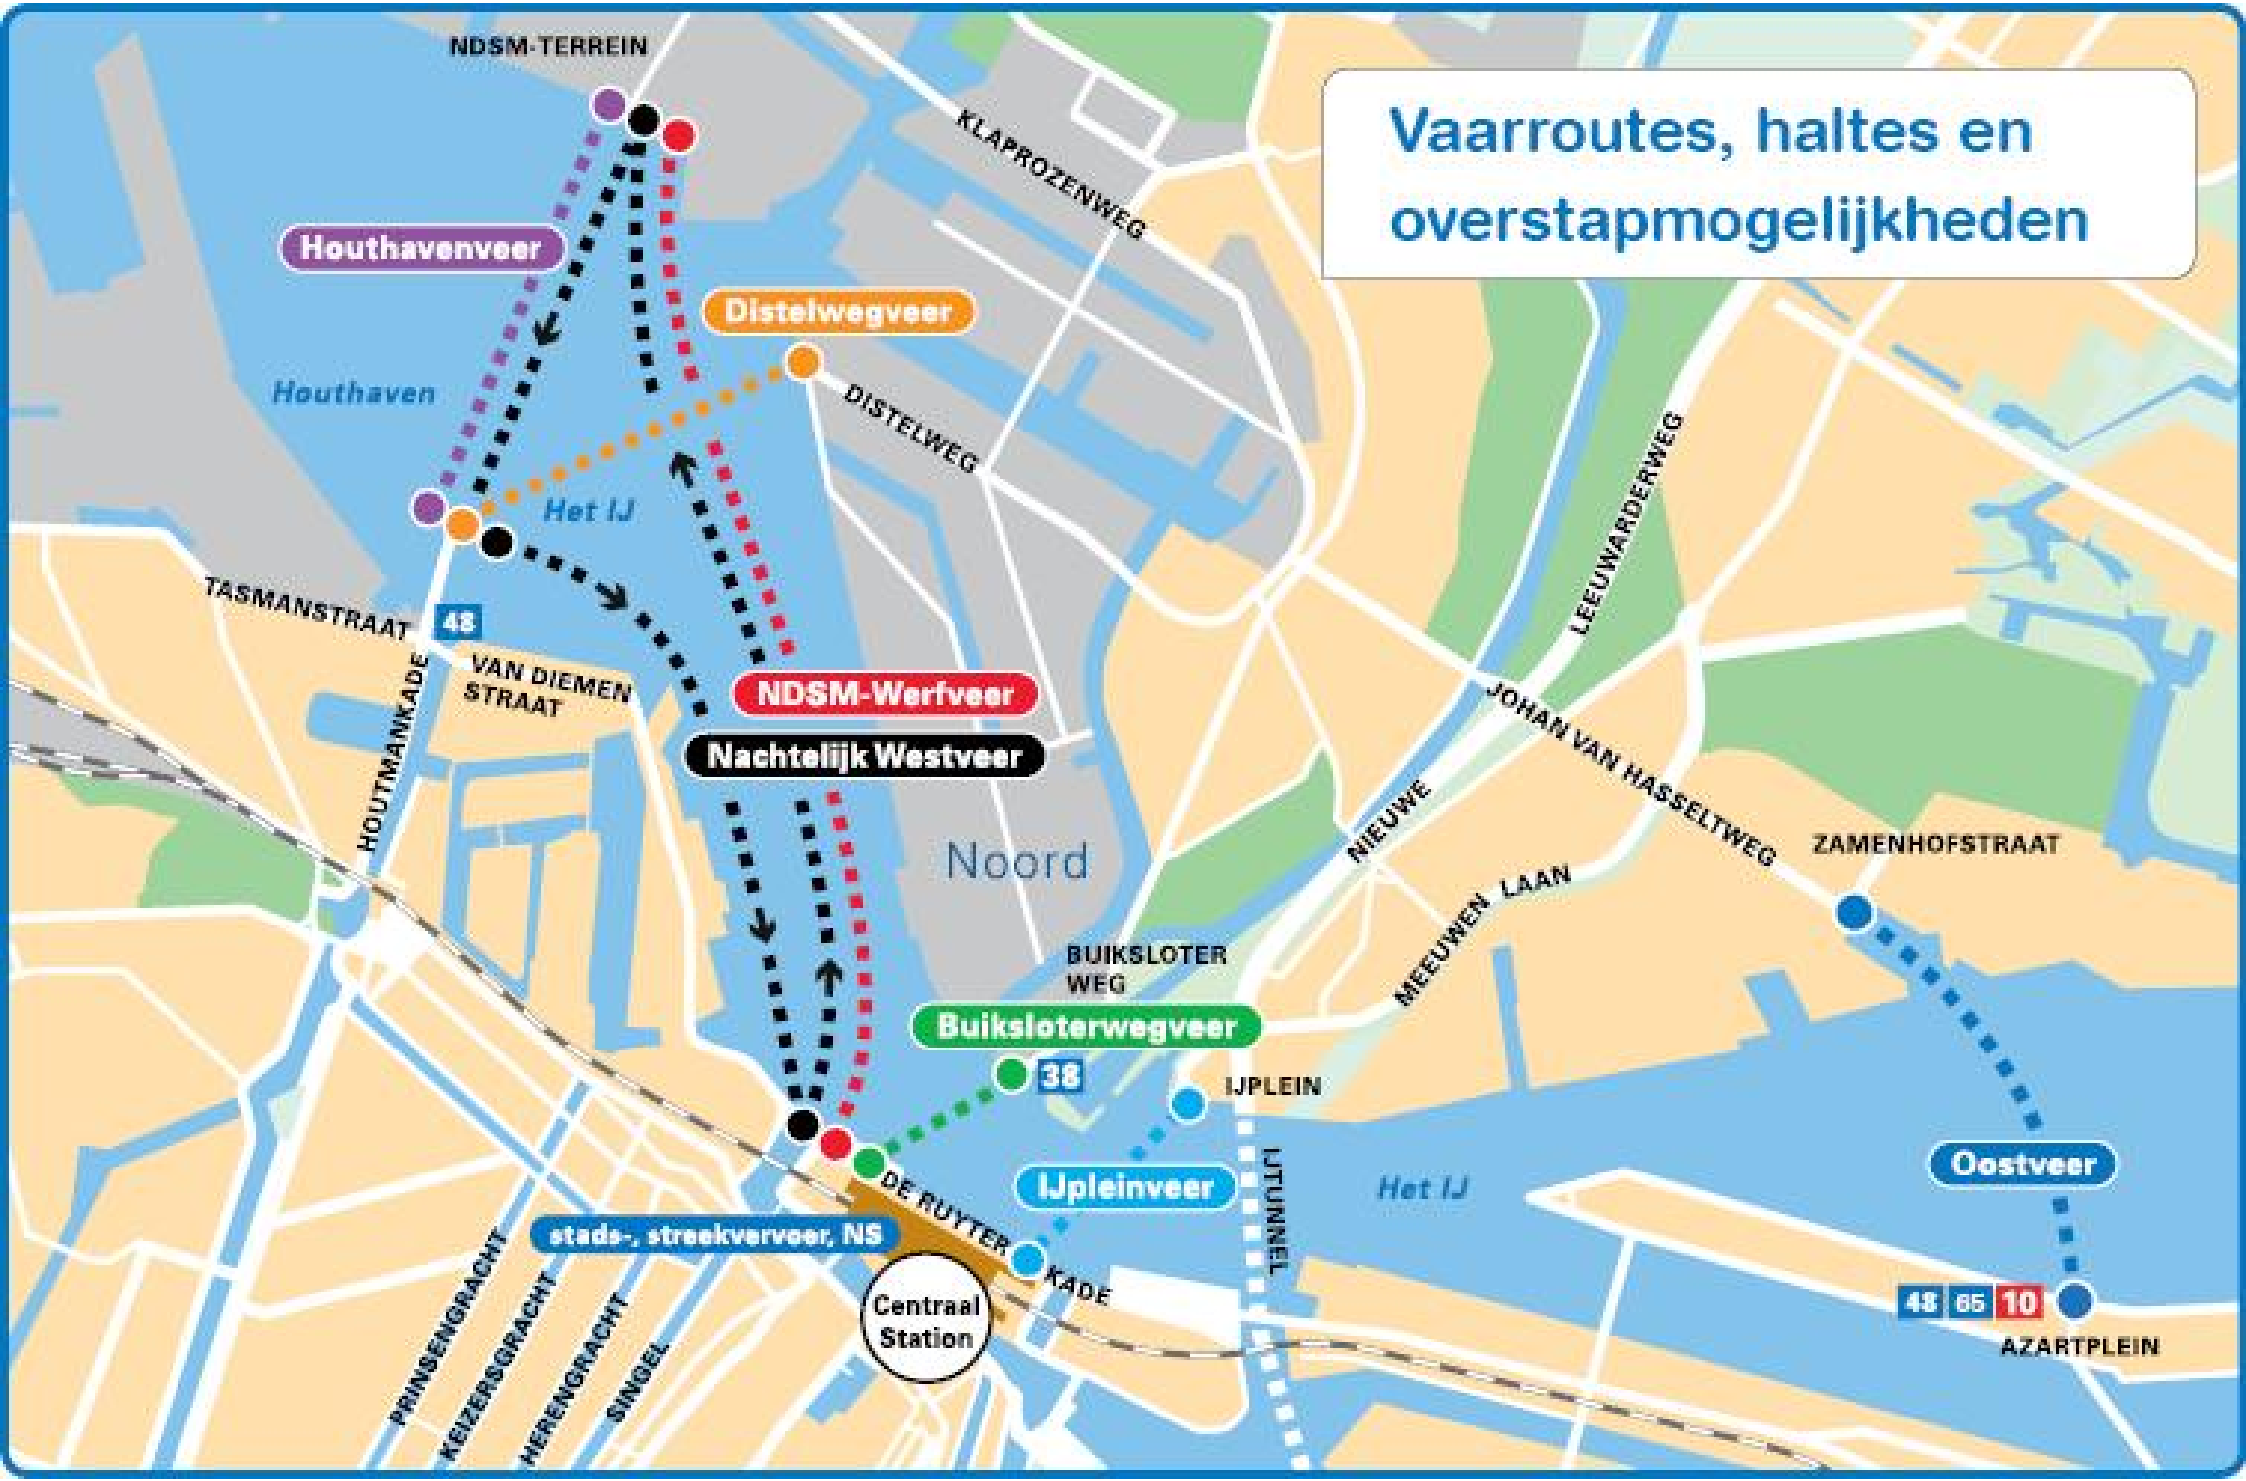 Vaarroutes, haltes en
overstapmogelijkheden
NDSM-TERREIN
KLAPROZENWEG
Houthavenveer
Distelwegveer
Houthaven
DISTELWEG
Het IJ
LEEUWARDERWEG
TASMANSTRAAT
48
VAN DIEMEN
STRAAT
HOUTMANKADE
NDSM-Werfveer
Nachtelijk Westveer
JOHAN VAN HASSELTWEG
NIEUWE
Noord
ZAMENHOFSTRAAT
MEEUWEN LAAN
BUIKSLOTER
WEG
Buiksloterwegveer
38
IJPLEIN
IJpleinveer
IJTUNNEL
Het IJ
Oostveer
DE RUYTER
KADE
stads-, streekvervoer, NS
Centraal
Station
48 65 10
AZARTPLEIN
PRINSENGRACHT
KEIZERSGRACHT
HERENGRACHT
SINGEL